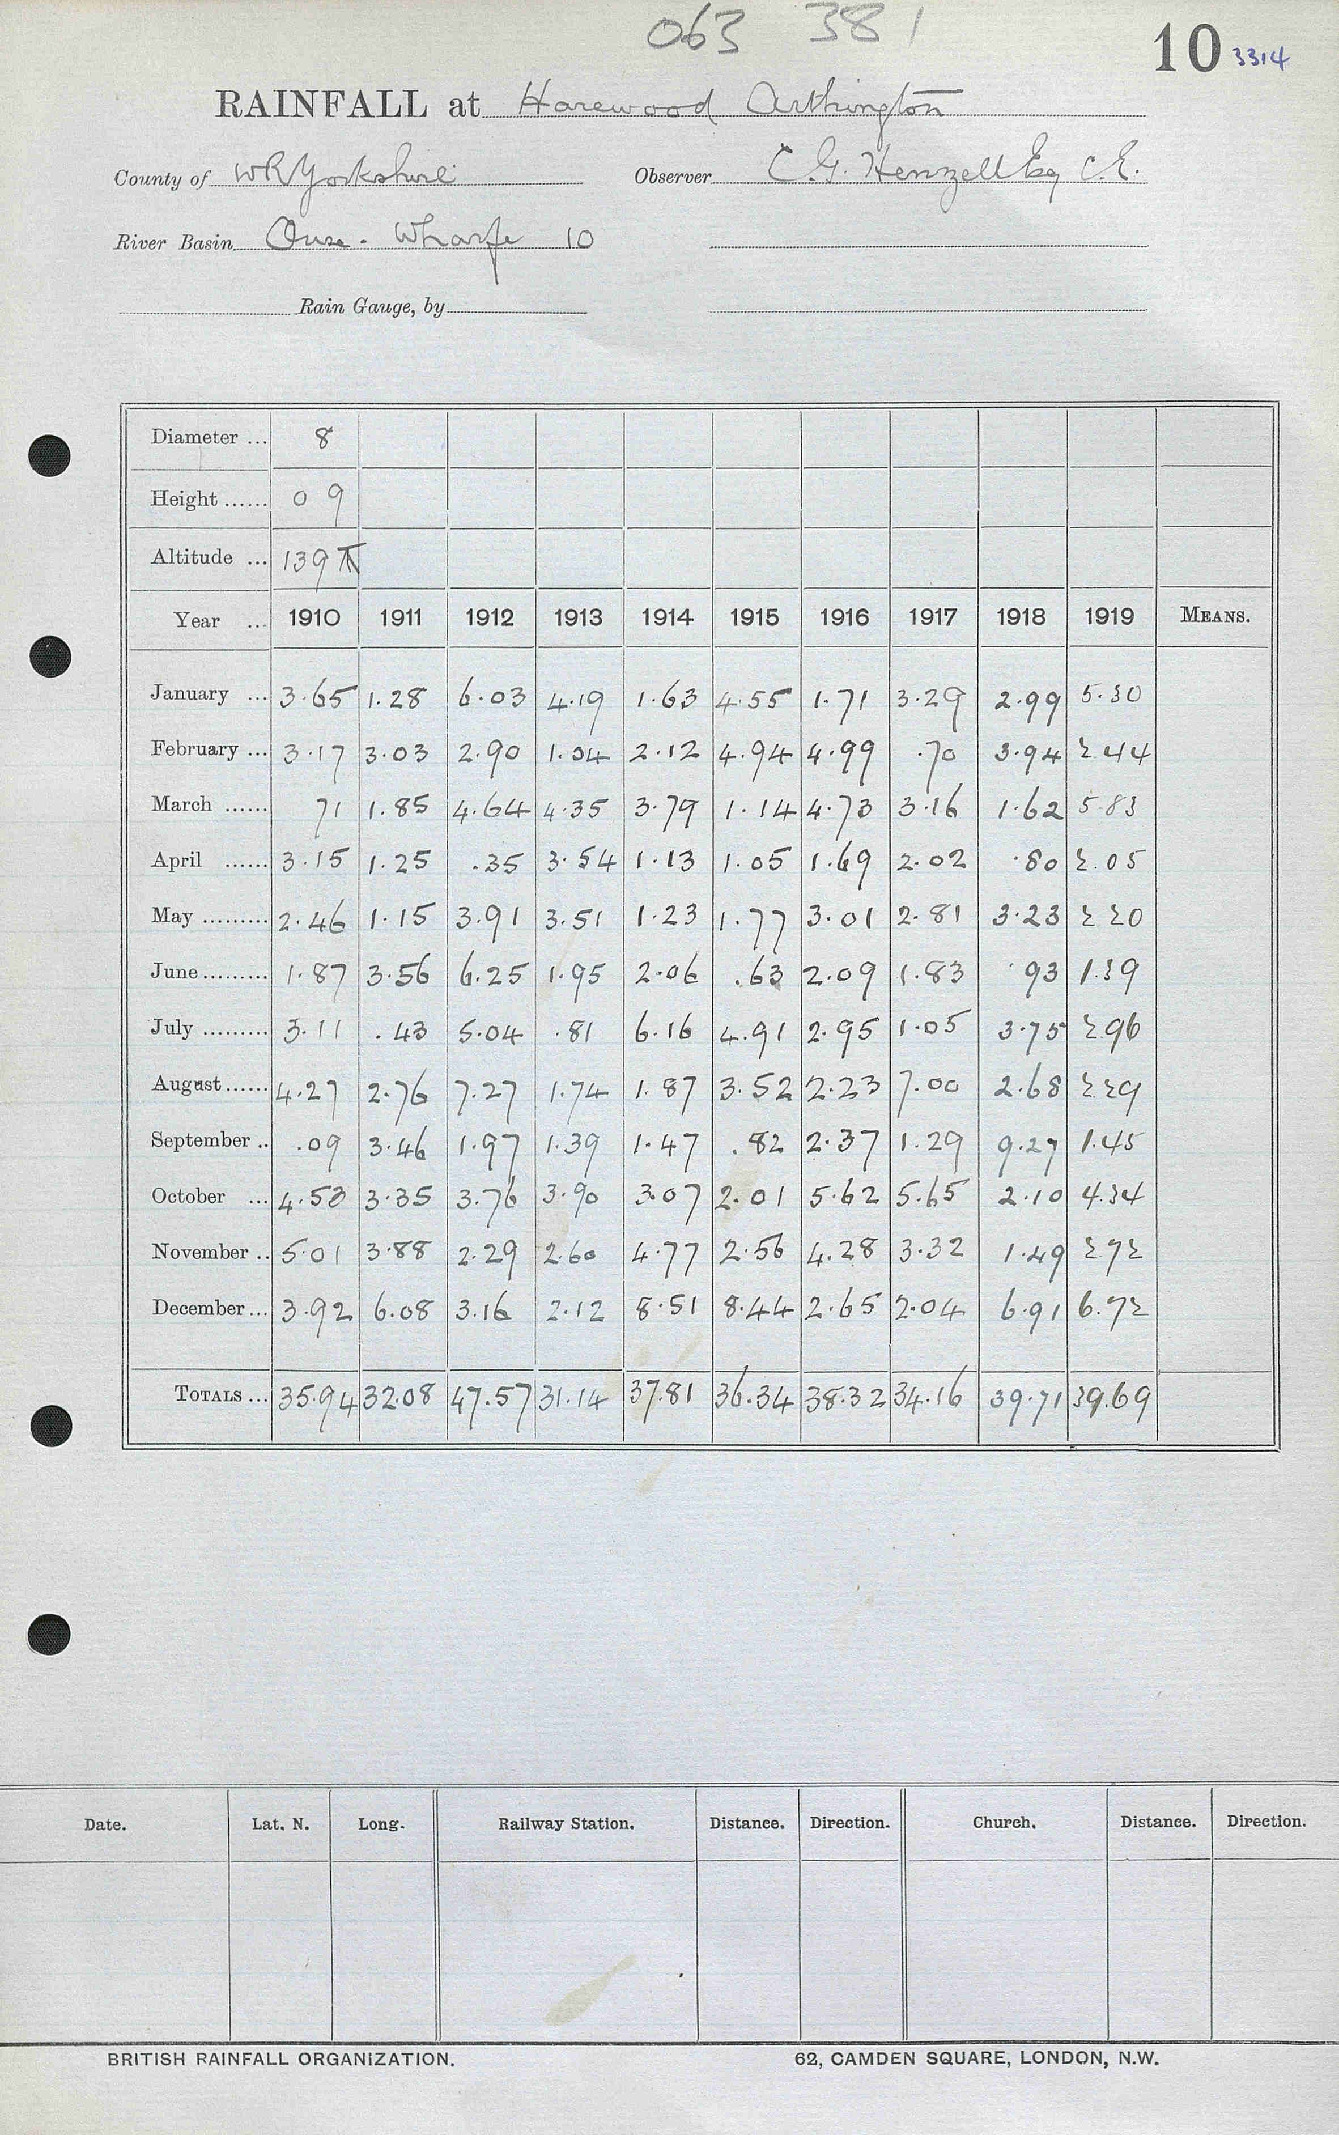 063 381
10 3314
RAINFALL at Harewood Arthington
County of WR Yorkshire Observer C.G. Henzell Esq C.E.
River Basin Ouse - Wharfe 10
Rain Gauge, by
Diameter ... 8
Height ...... 0 9
Altitude ... 139
Year ... 1910 1911 1912 1913 1914 1915 1916 1917 1918 1919 MEANS.
January ... 3.65 1.28 6.03 4.19 1.63 4.55 1.71 3.29 2.99 5.30
February ... 3.17 3.03 2.90 1.04 2.12 4.94 4.99 .70 3.94 2.44
March ...... 71 1.85 4.64 4.35 3.79 1.14 4.73 3.16 1.62 5.83
April ...... 3.15 1.25 .35 3.54 1.13 1.05 1.69 2.02 .80 2.05
May ......... 2.46 1.15 3.91 3.51 1.23 1.77 3.01 2.81 3.23 2 20
June ......... 1.87 3.56 6.25 1.95 2.06 .63 2.09 1.83 .93 1.39
July ......... 3.11 .43 5.04 .81 6.16 4.91 2.95 1.05 3.75 2.96
August ...... 4.27 2.76 7.27 1.74 1.87 3.52 2.23 7.00 2.68 2 29
September .. .09 3.46 1.97 1.39 1.47 .82 2.37 1.29 9.27 1.45
October ... 4.53 3.35 3.76 3.90 3.07 2.01 5.62 5.65 2.10 4.34
November .. 5.01 3.88 2.29 2.60 4.77 2.56 4.28 3.32 1.49 2 72
December ... 3.92 6.08 3.16 2.12 8.51 8.44 2.65 2.04 6.91 6.72
TOTALS ... 35.94 32.08 47.57 31.14 37.81 36.34 38.32 34.16 39.71 39.69
Date. Lat. N. Long. Railway Station. Distance. Direction. Church. Distance. Direction.
BRITISH RAINFALL ORGANIZATION. 62, CAMDEN SQUARE, LONDON, N.W.